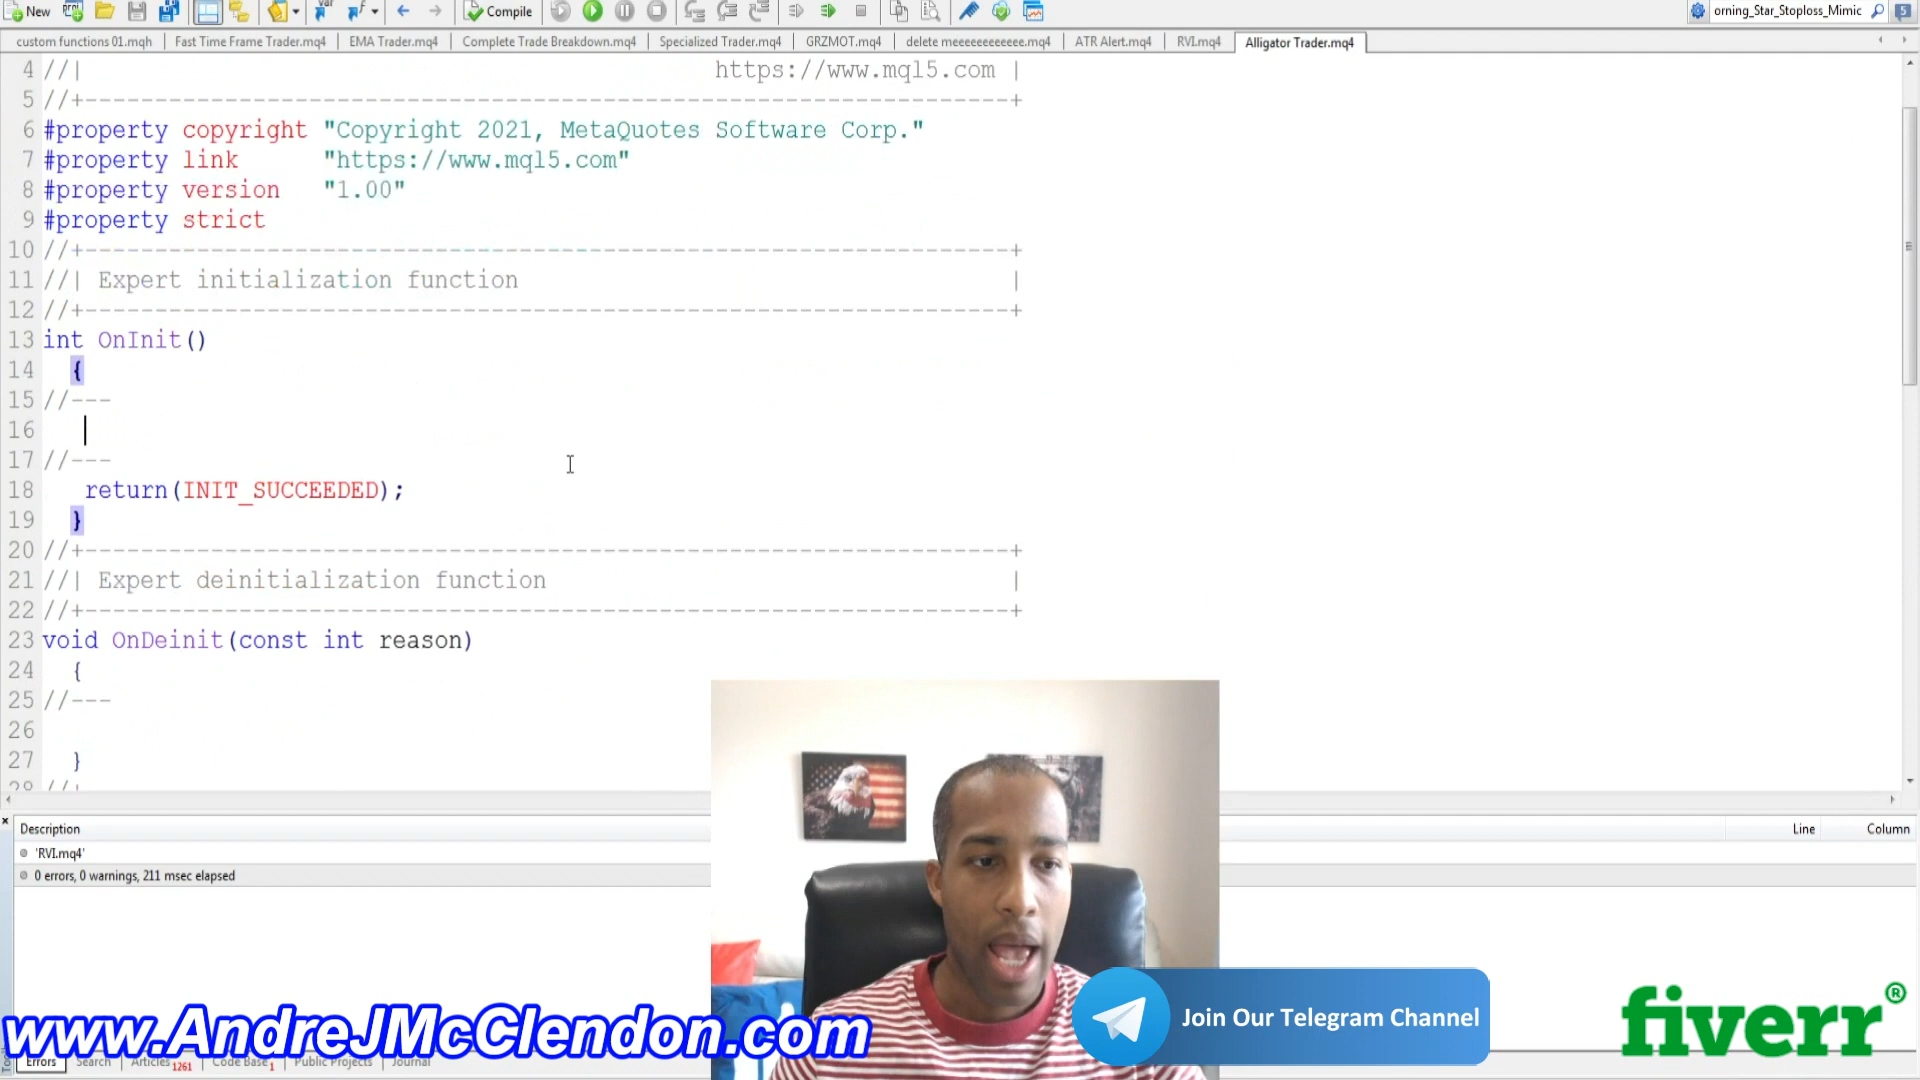 New
Compile
orning_Star_Stoploss_Mimic
5
custom functions 01.mqh
Fast Time Frame Trader.mq4
EMA Trader.mq4
Complete Trade Breakdown.mq4
Specialized Trader.mq4
GRZMOT.mq4
delete meeeeeeeeeeee.mq4
ATR Alert.mq4
RVI.mq4
Alligator Trader.mq4
4 //| https://www.mql5.com |
5 //+------------------------------------------------------------------+
6 #property copyright "Copyright 2021, MetaQuotes Software Corp."
7 #property link "https://www.mql5.com"
8 #property version "1.00"
9 #property strict
10 //+------------------------------------------------------------------+
11 //| Expert initialization function |
12 //+------------------------------------------------------------------+
13 int OnInit()
14 {
15 //---
16
17 //---
18 return(INIT_SUCCEEDED);
19 }
20 //+------------------------------------------------------------------+
21 //| Expert deinitialization function |
22 //+------------------------------------------------------------------+
23 void OnDeinit(const int reason)
24 {
25 //---
26
27 }
28 //+
Description
Line
Column
'RVI.mq4'
0 errors, 0 warnings, 211 msec elapsed
www.AndreJMcClendon.com
Join Our Telegram Channel
fiverr®
Errors
Search
Articles 1261
Code Base 1
Public Projects
Journal